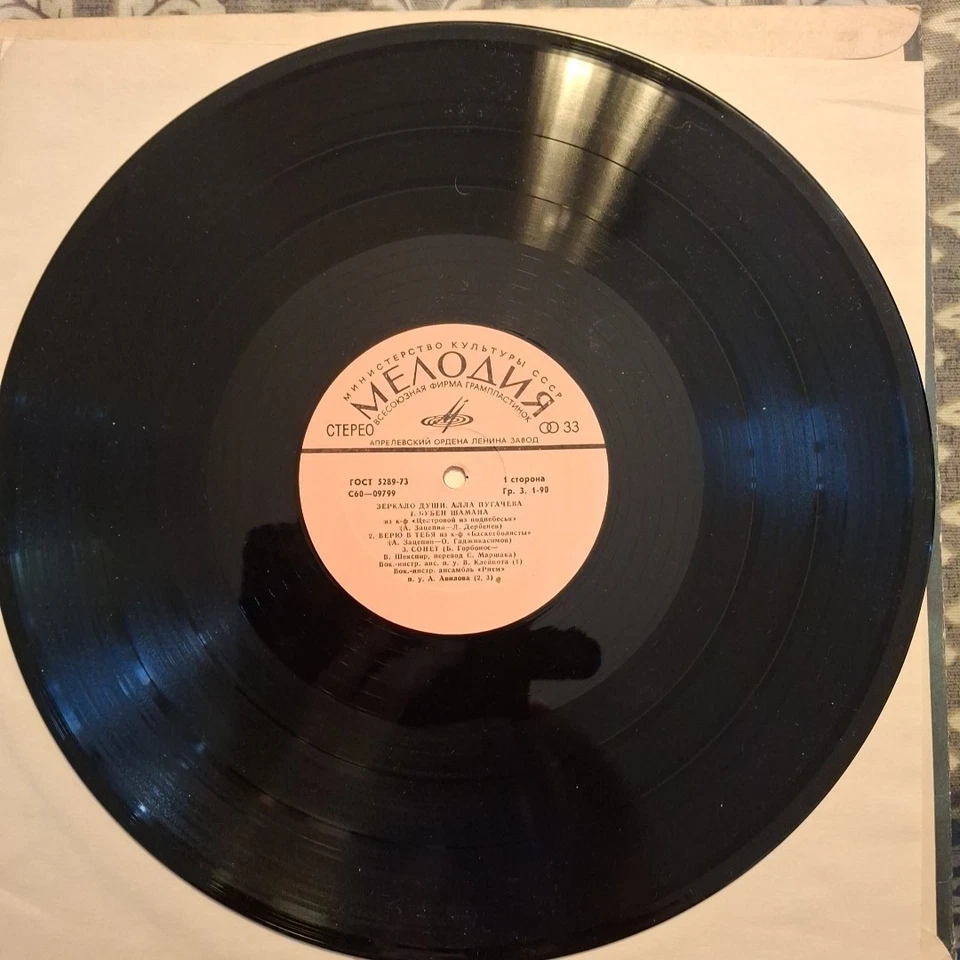 МИНИСТЕРСТВО КУЛЬТУРЫ СССР
МЕЛОДИЯ
ВСЕСОЮЗНАЯ ФИРМА ГРАМПЛАСТИНОК
СТЕРЕО 33
АПРЕЛЕВСКИЙ ОРДЕНА ЛЕНИНА ЗАВОД
ГОСТ 5289-73 1 сторона
С60—09799 Гр. 3. 1-90
ЗЕРКАЛО ДУШИ. АЛЛА ПУГАЧЕВА
1. БУБЕН ШАМАНА
из к-ф «Центровой из поднебесья»
(А. Зацепин—Л. Дербенев)
2. ВЕРЮ В ТЕБЯ из к-ф «Баскетболисты»
(А. Зацепин—О. Гаджикасимов)
3. СОНЕТ (Б. Горбонос—
В. Шекспир, перевод С. Маршака)
Вок.-инстр. анс. п. у. В. Клейнота (1)
Вок.-инстр. ансамбль «Ритм»
п. у. А. Авилова (2, 3)